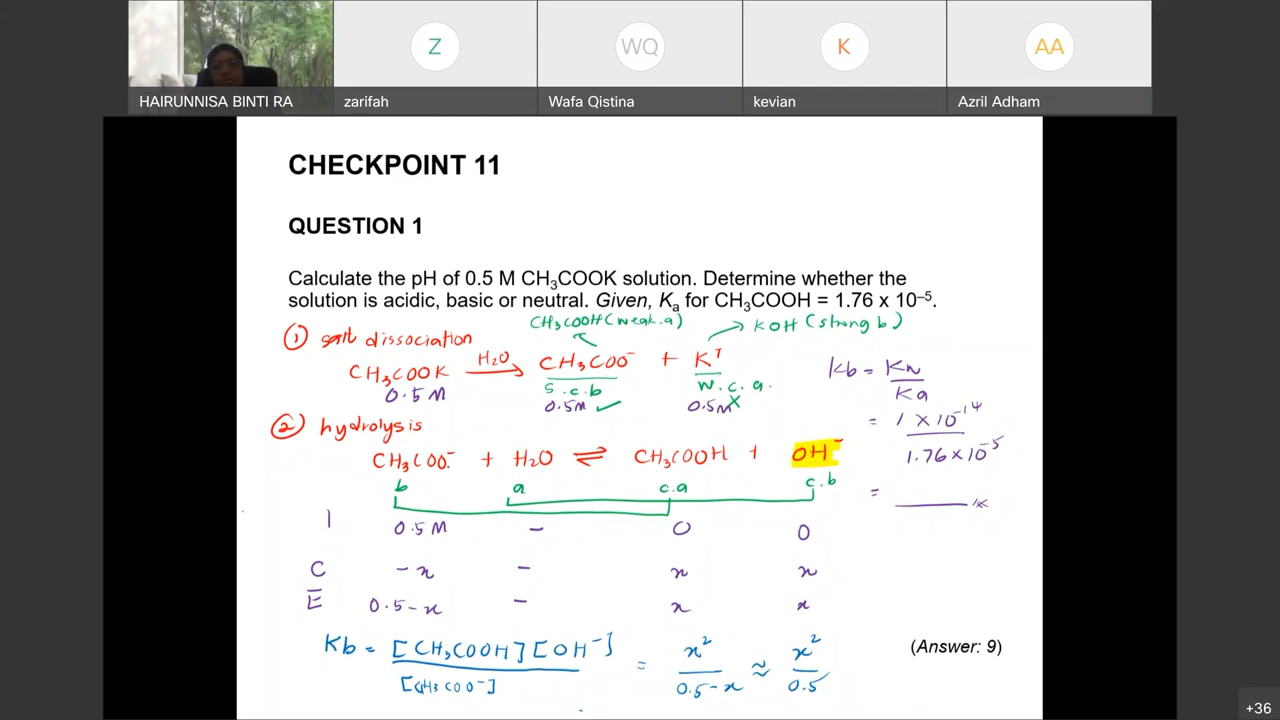 Z
WQ
K
AA
HAIRUNNISA BINTI RA
zarifah
Wafa Qistina
kevian
Azril Adham
CHECKPOINT 11
QUESTION 1
Calculate the pH of 0.5 M CH₃COOK solution. Determine whether the
solution is acidic, basic or neutral. Given, Kₐ for CH₃COOH = 1.76 x 10⁻⁵.
CH₃COOH (weak a)
KOH (strong b)
① salt dissociation
CH₃COOK H₂O → CH₃COO⁻ + K⁺
0.5M
s.c.b
w.c.a.
0.5M ✓
0.5M X
② hydrolysis
CH₃COO⁻ + H₂O ⇌ CH₃COOH + OH⁻
b a c.a c.b
I 0.5M - 0 0
C -x - x x
E 0.5-x - x x
Kb = Kw / Ka
= 1 x 10⁻¹⁴ / 1.76 x 10⁻⁵
=
Kb = [CH₃COOH][OH⁻] / [CH₃COO⁻] = x² / 0.5-x ≈ x² / 0.5
(Answer: 9)
+36